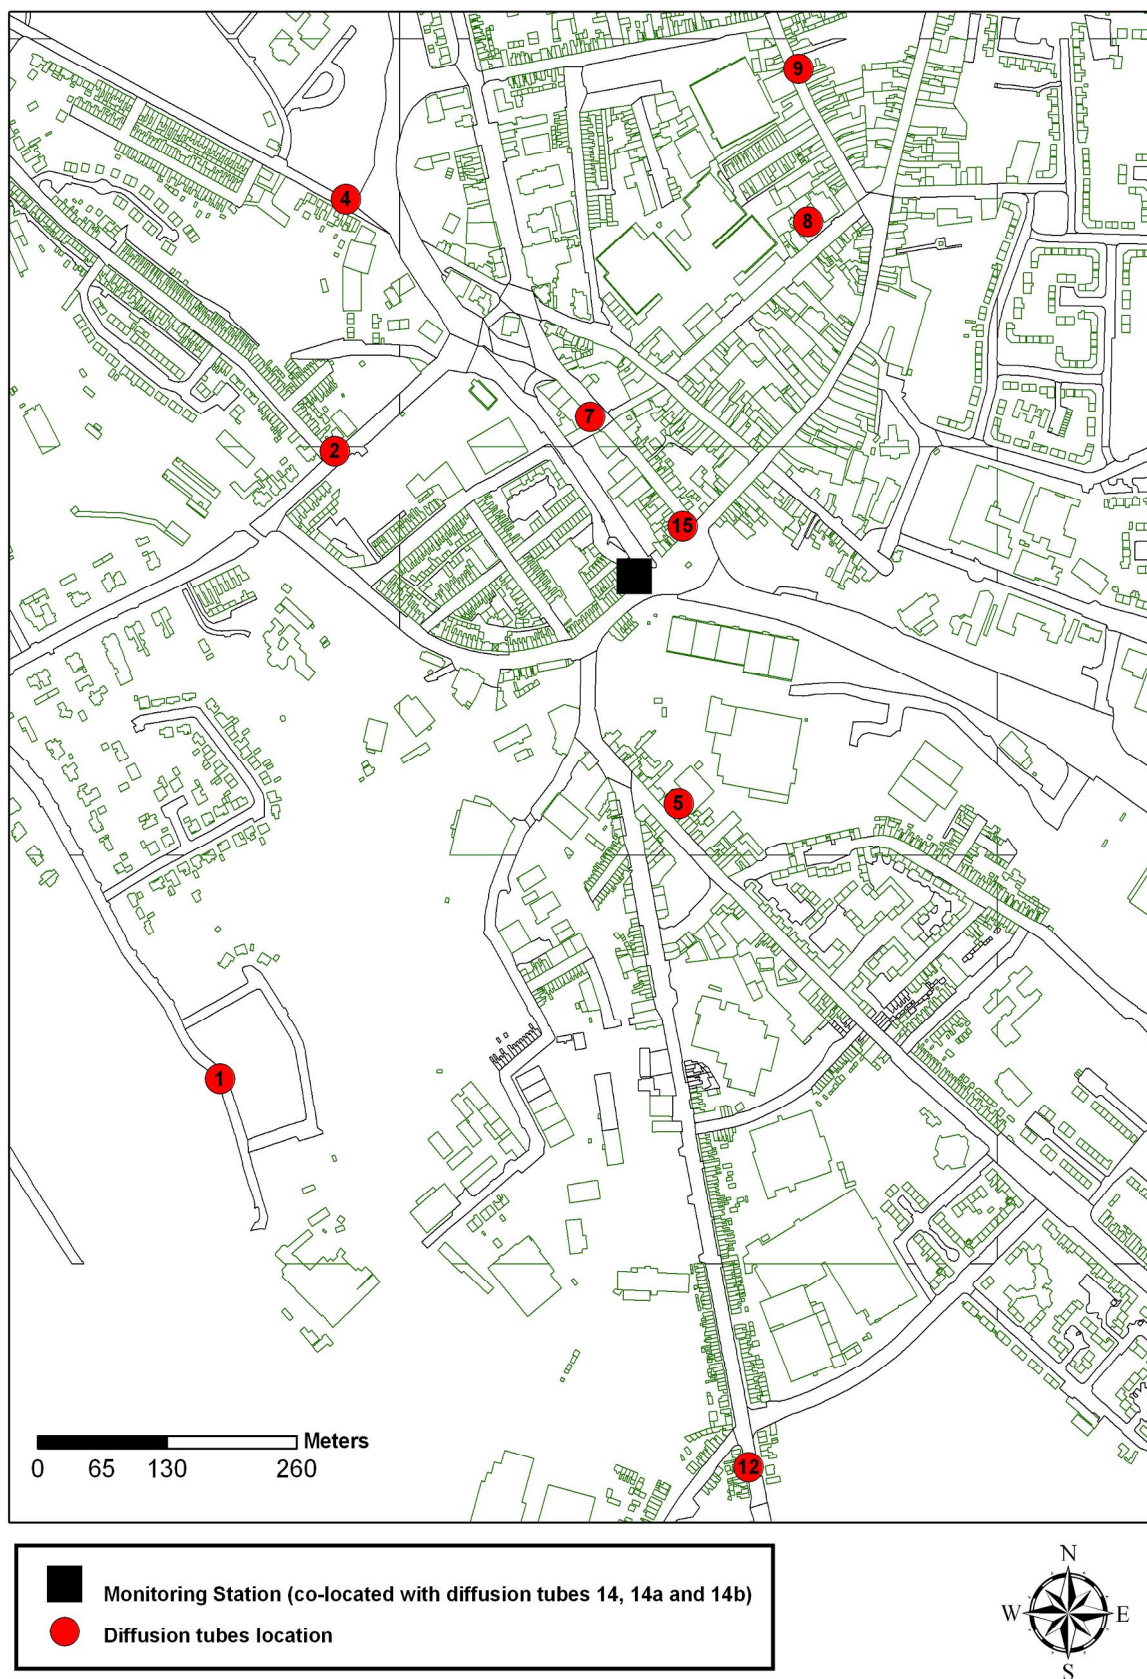 9
4
8
7
2
15
5
1
12
Meters
0 65 130 260
Monitoring Station (co-located with diffusion tubes 14, 14a and 14b)
Diffusion tubes location
N
W E
S